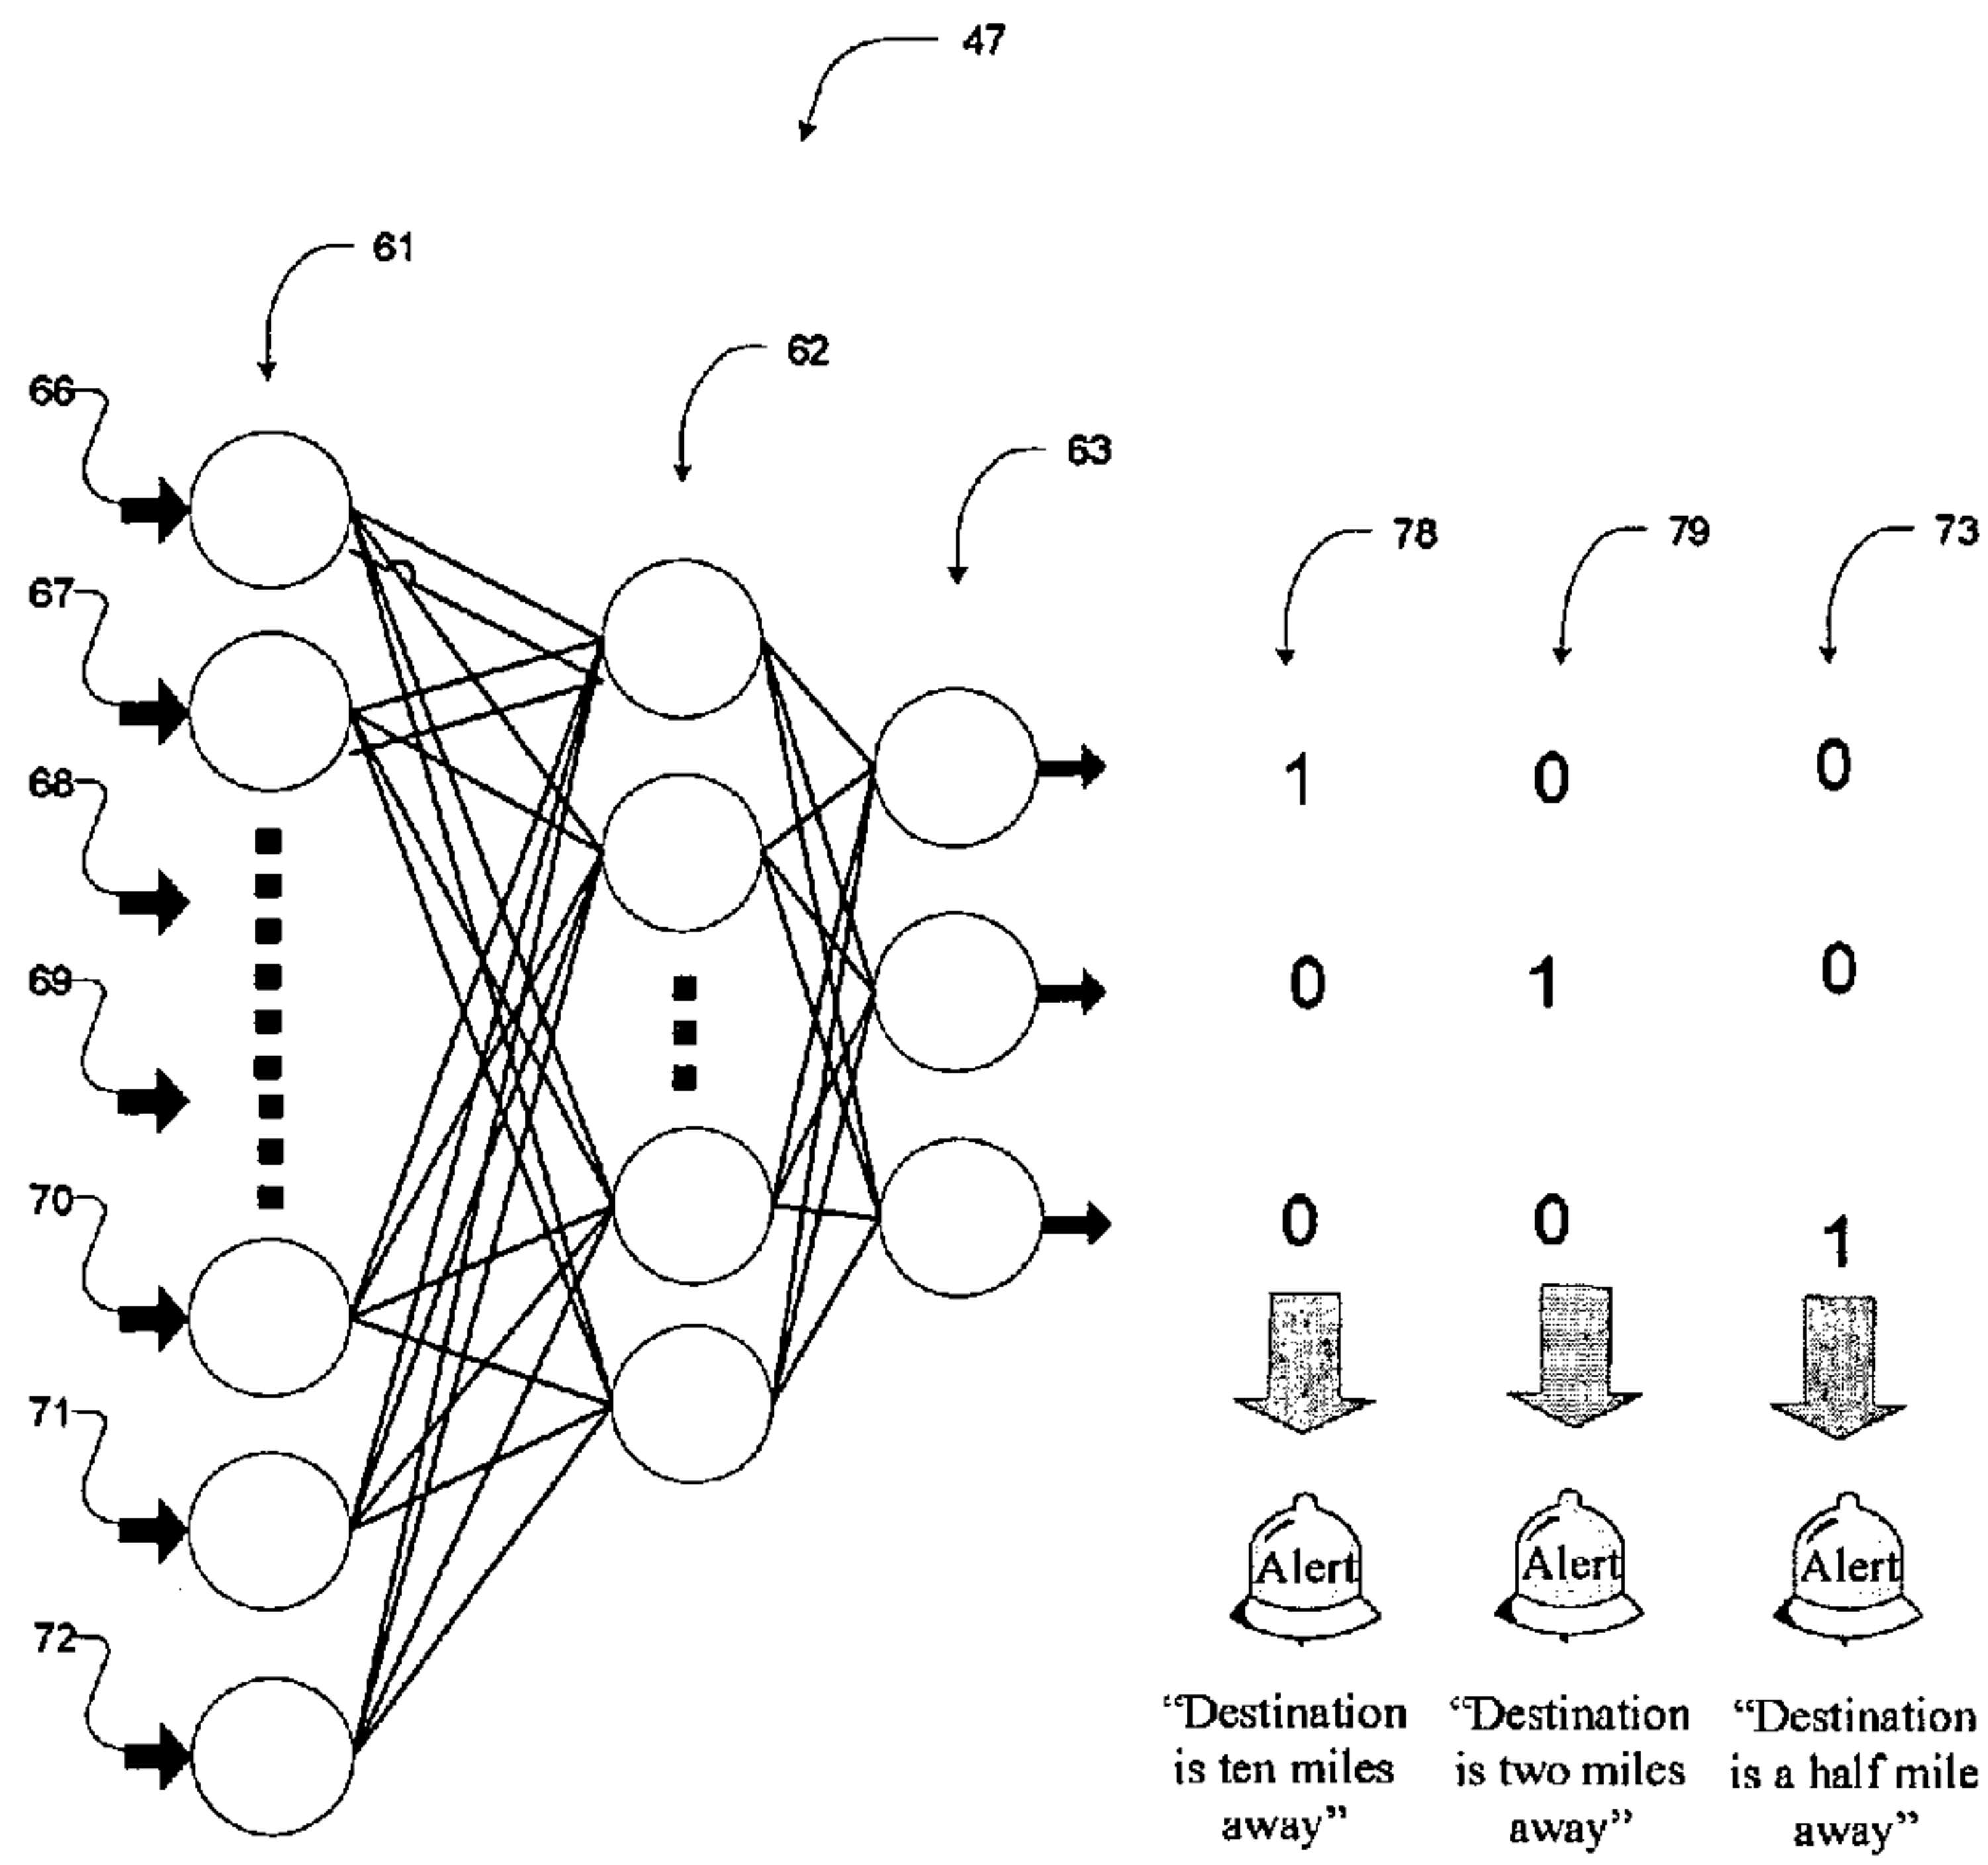 47
61
62
66
63
78
79
73
67
68
1 0 0
69
0 1 0
70
0 0 1
71
Alert Alert Alert
72
“Destination
is ten miles
away”
“Destination
is two miles
away”
“Destination
is a half mile
away”